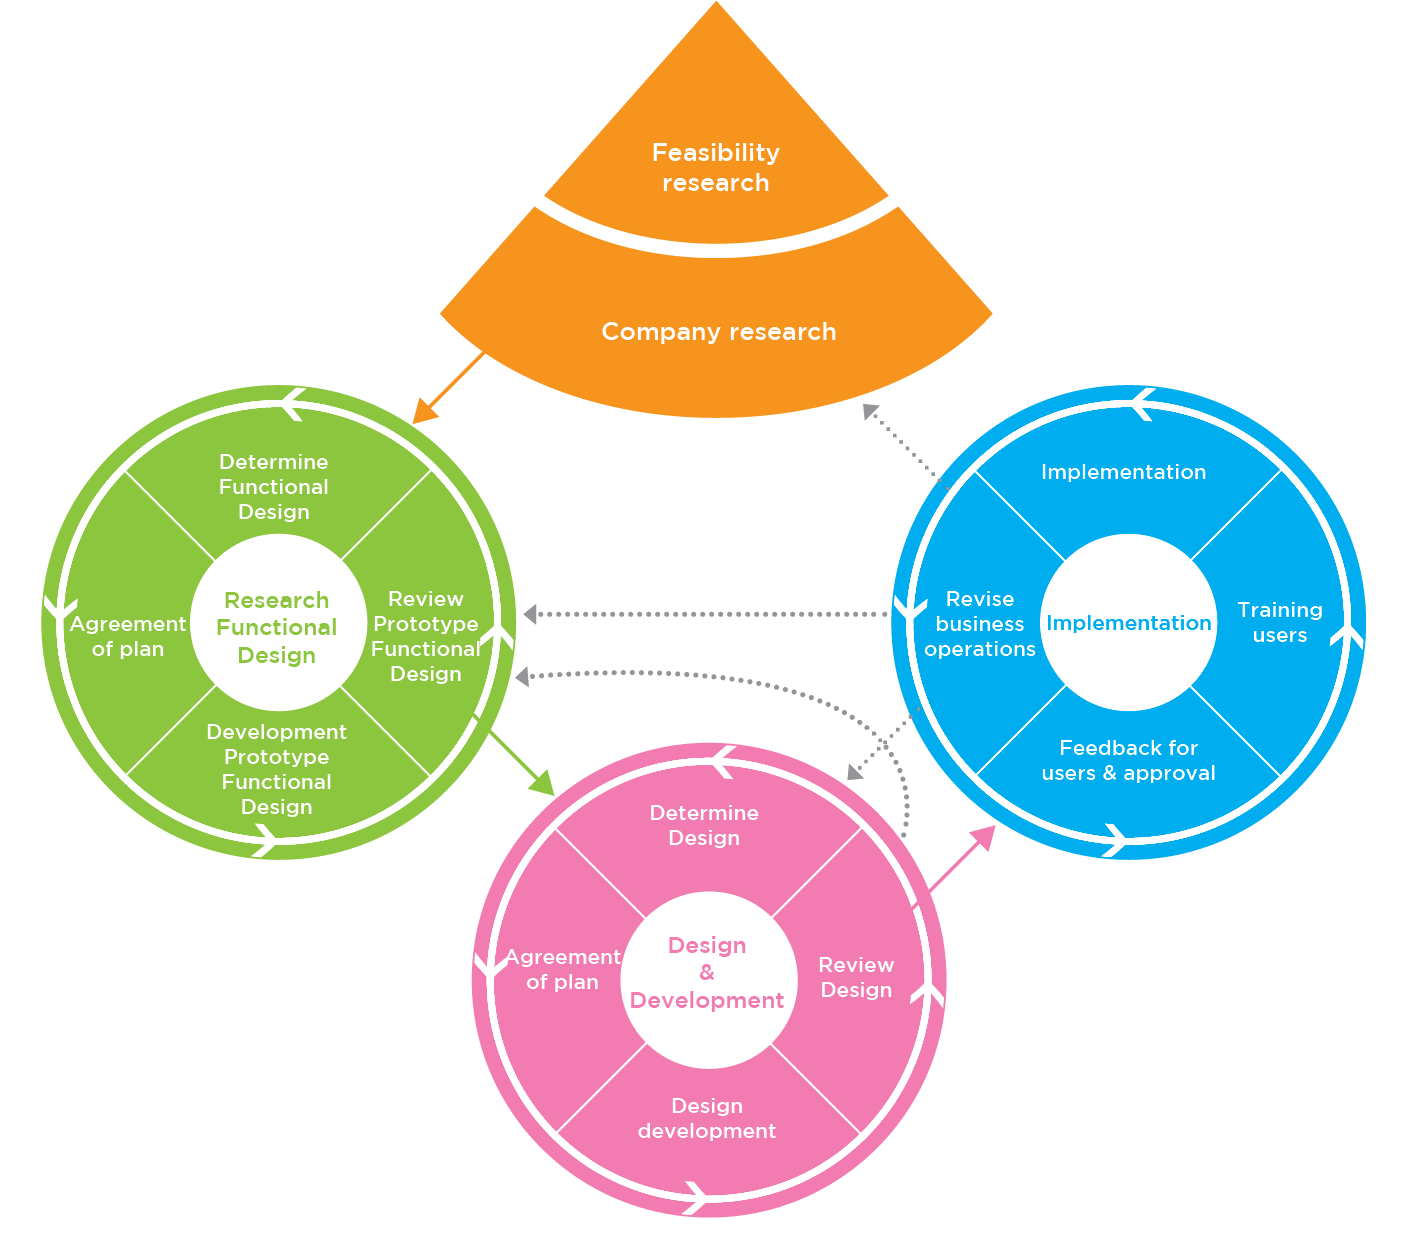 Feasibility
research
Company research
Determine
Functional
Design
Agreement
of plan
Research
Functional
Design
Review
Prototype
Functional
Design
Development
Prototype
Functional
Design
Implementation
Revise
business
operations
Implementation
Training
users
Feedback for
users & approval
Determine
Design
Agreement
of plan
Design
&
Development
Review
Design
Design
development